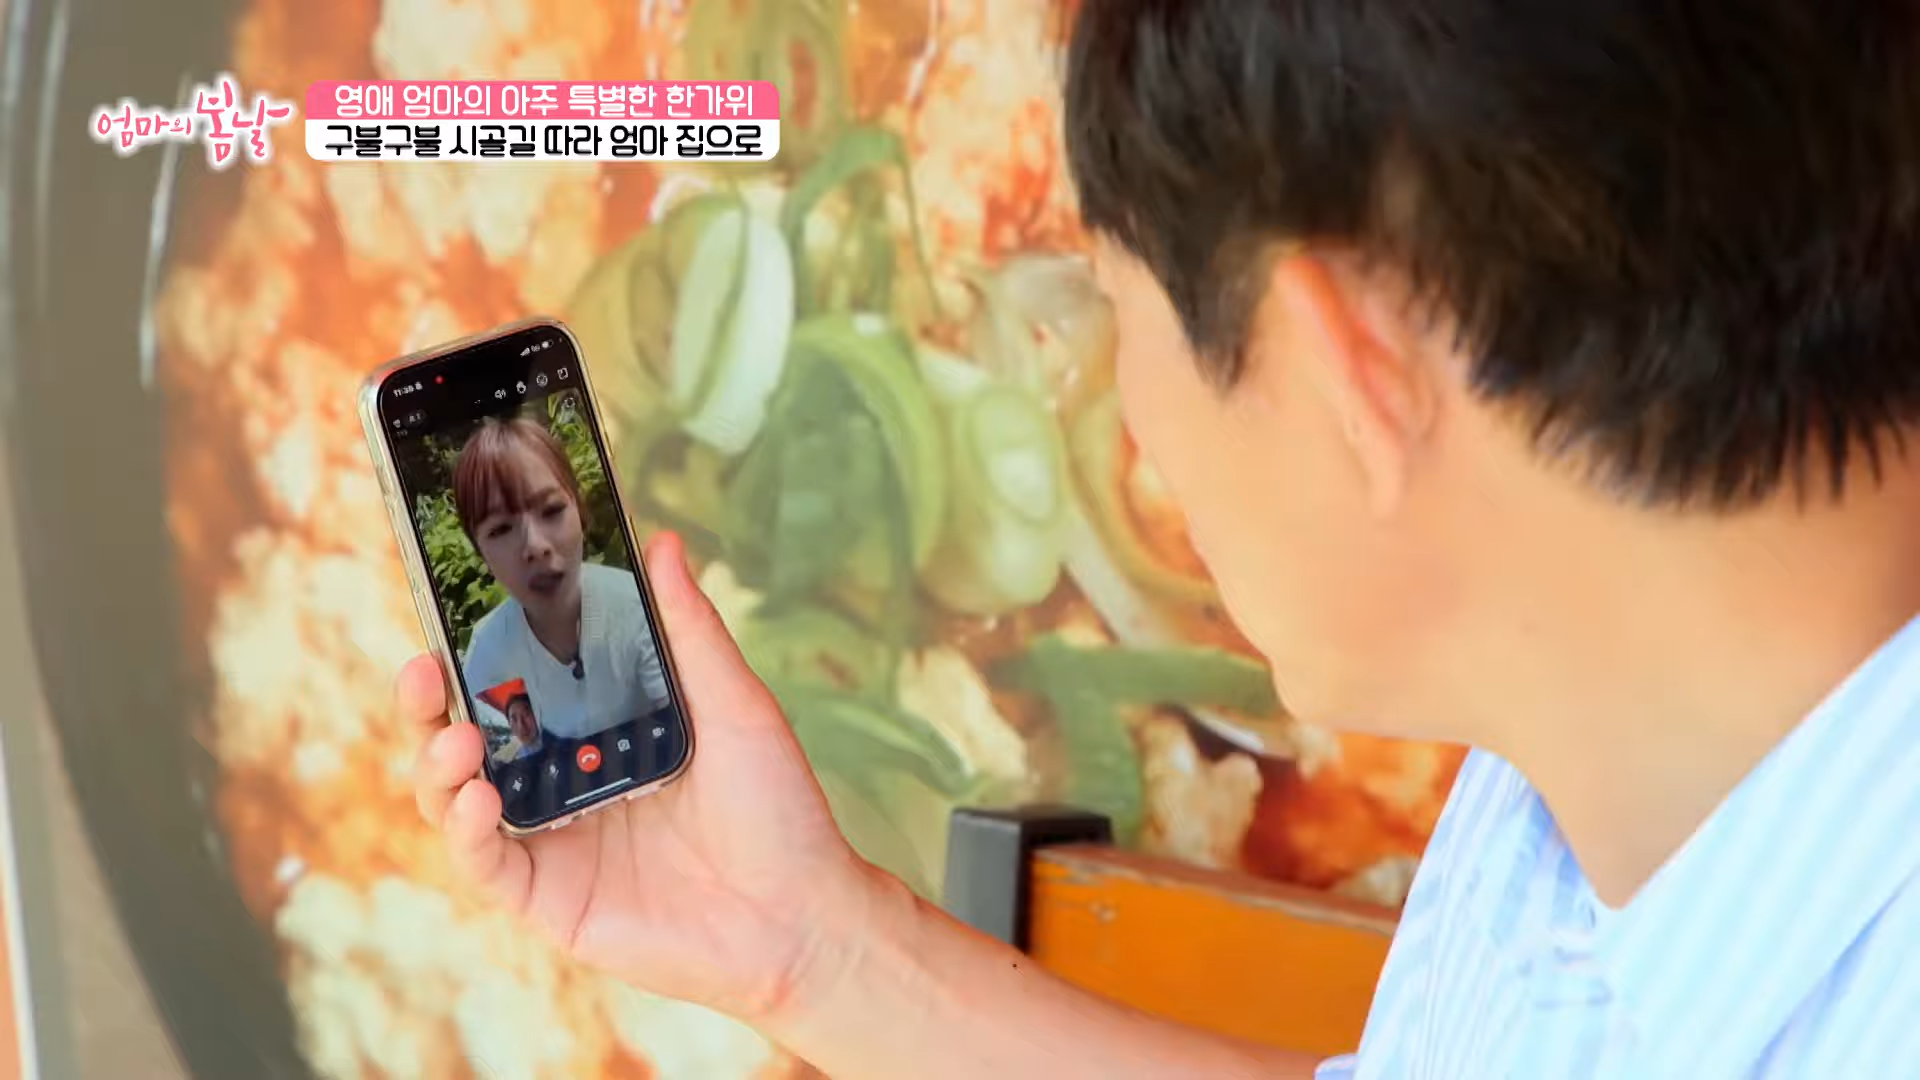 엄마의 봄날
영애 엄마의 아주 특별한 한가위
구불구불 시골길 따라 엄마 집으로